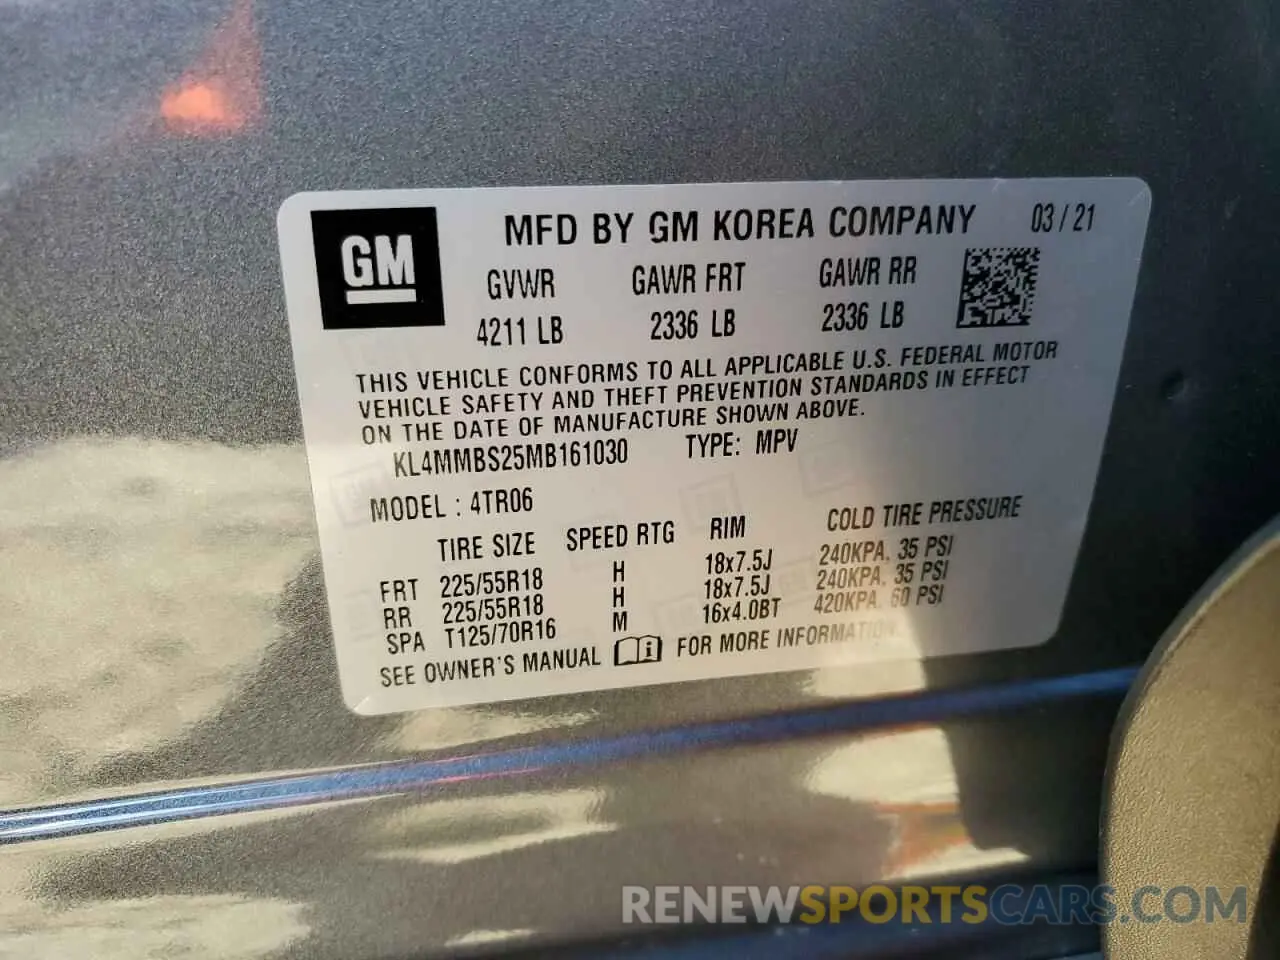 GM
MFD BY GM KOREA COMPANY 03/21
GVWR GAWR FRT GAWR RR
4211 LB 2336 LB 2336 LB
THIS VEHICLE CONFORMS TO ALL APPLICABLE U.S. FEDERAL MOTOR
VEHICLE SAFETY AND THEFT PREVENTION STANDARDS IN EFFECT
ON THE DATE OF MANUFACTURE SHOWN ABOVE.
KL4MMBS25MB161030 TYPE: MPV
MODEL : 4TR06
TIRE SIZE SPEED RTG RIM COLD TIRE PRESSURE
FRT 225/55R18 H 18x7.5J 240KPA, 35 PSI
RR 225/55R18 H 18x7.5J 240KPA, 35 PSI
SPA T125/70R16 M 16x4.0BT 420KPA, 60 PSI
SEE OWNER'S MANUAL i FOR MORE INFORMATION.
RENEWSPORTSCARS.COM